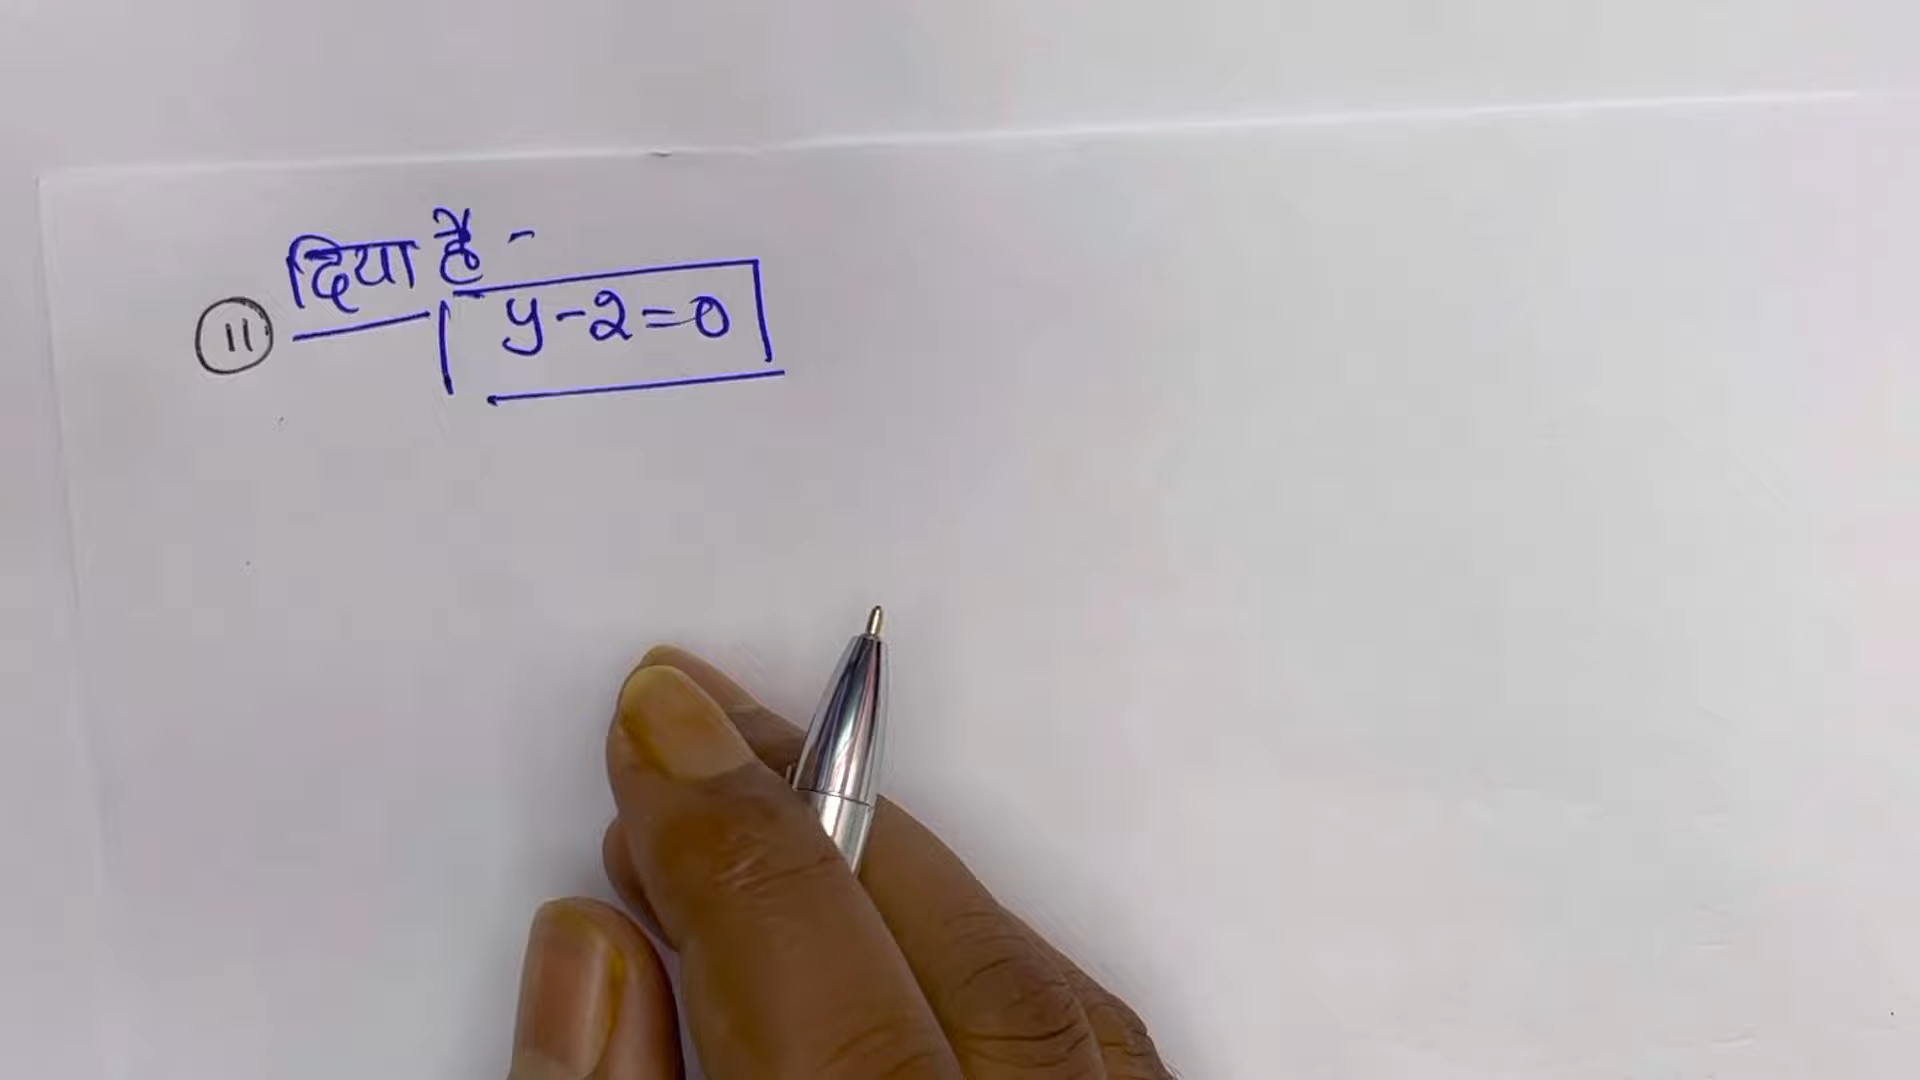 दिया है -
(11) y-2=0